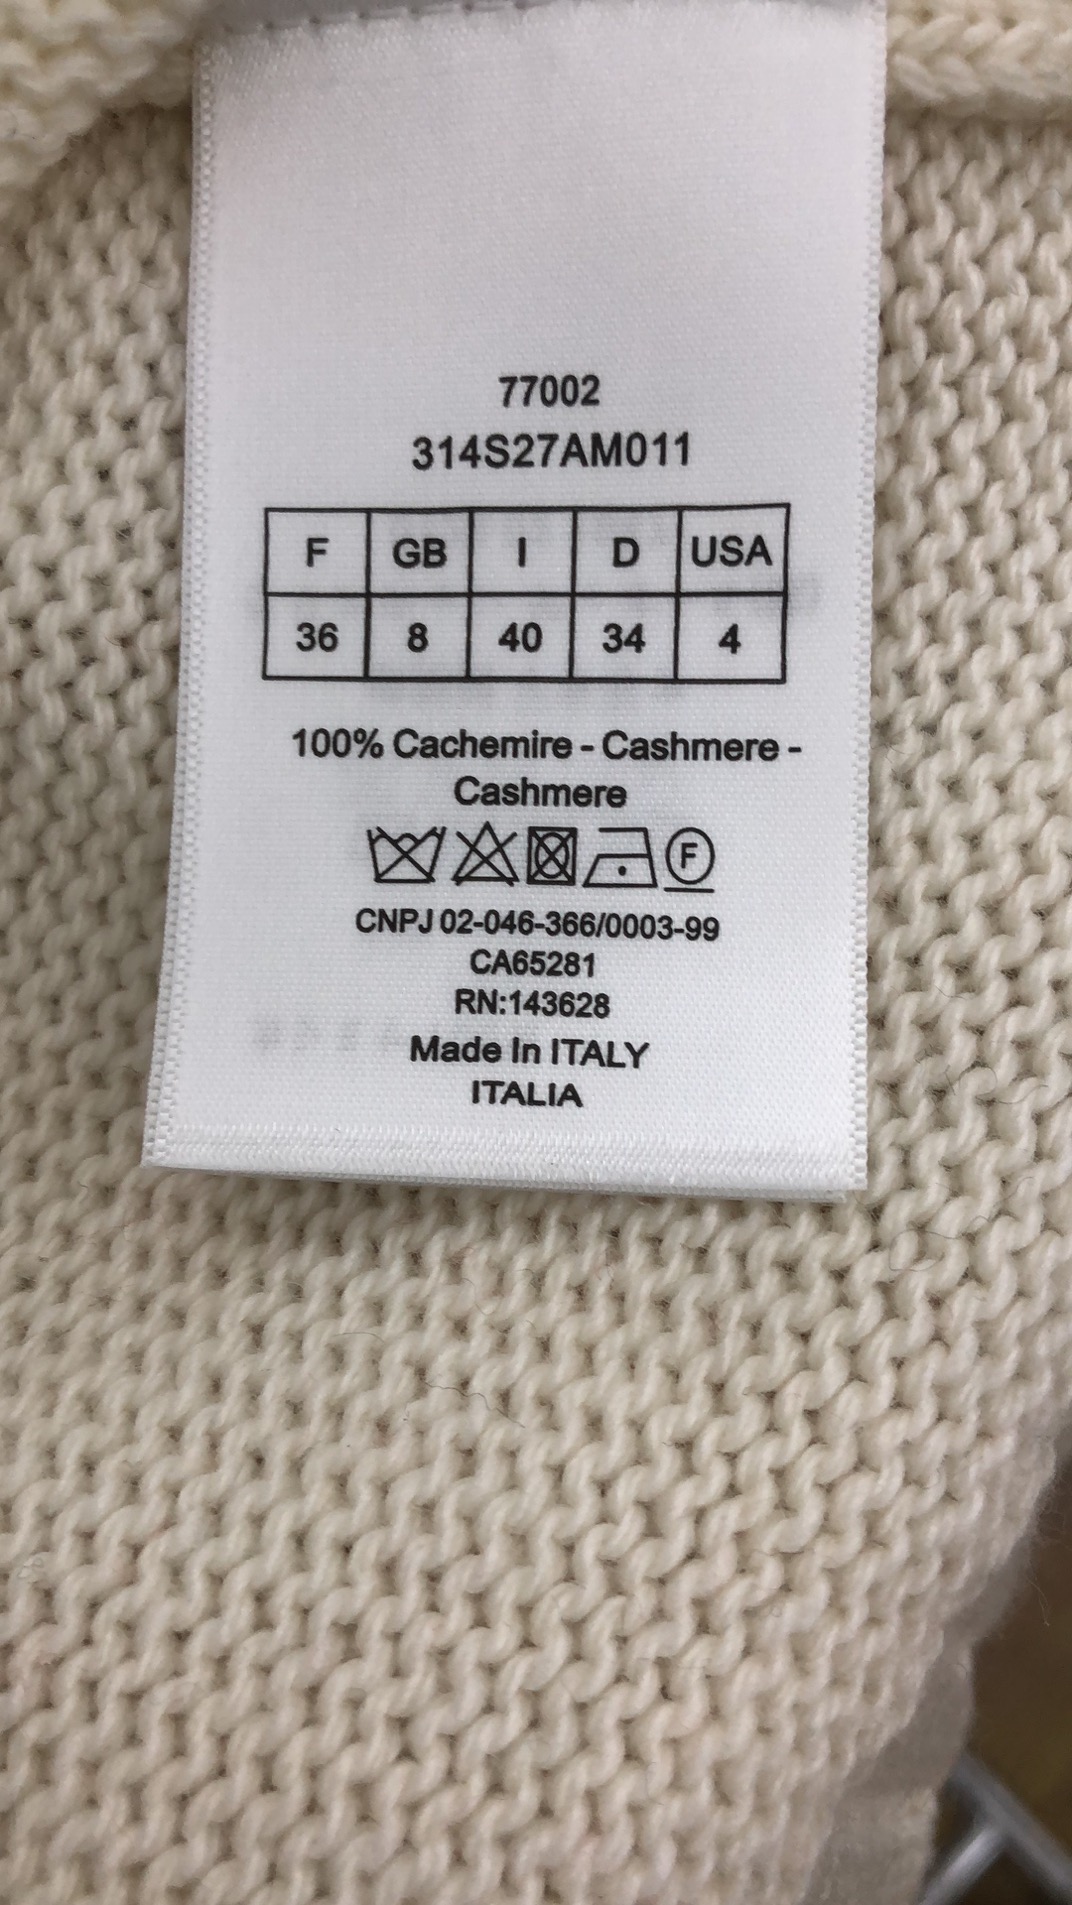 77002
314S27AM011
F GB I D USA
36 8 40 34 4
100% Cachemire - Cashmere -
Cashmere
F
CNPJ 02-046-366/0003-99
CA65281
RN:143628
Made In ITALY
ITALIA